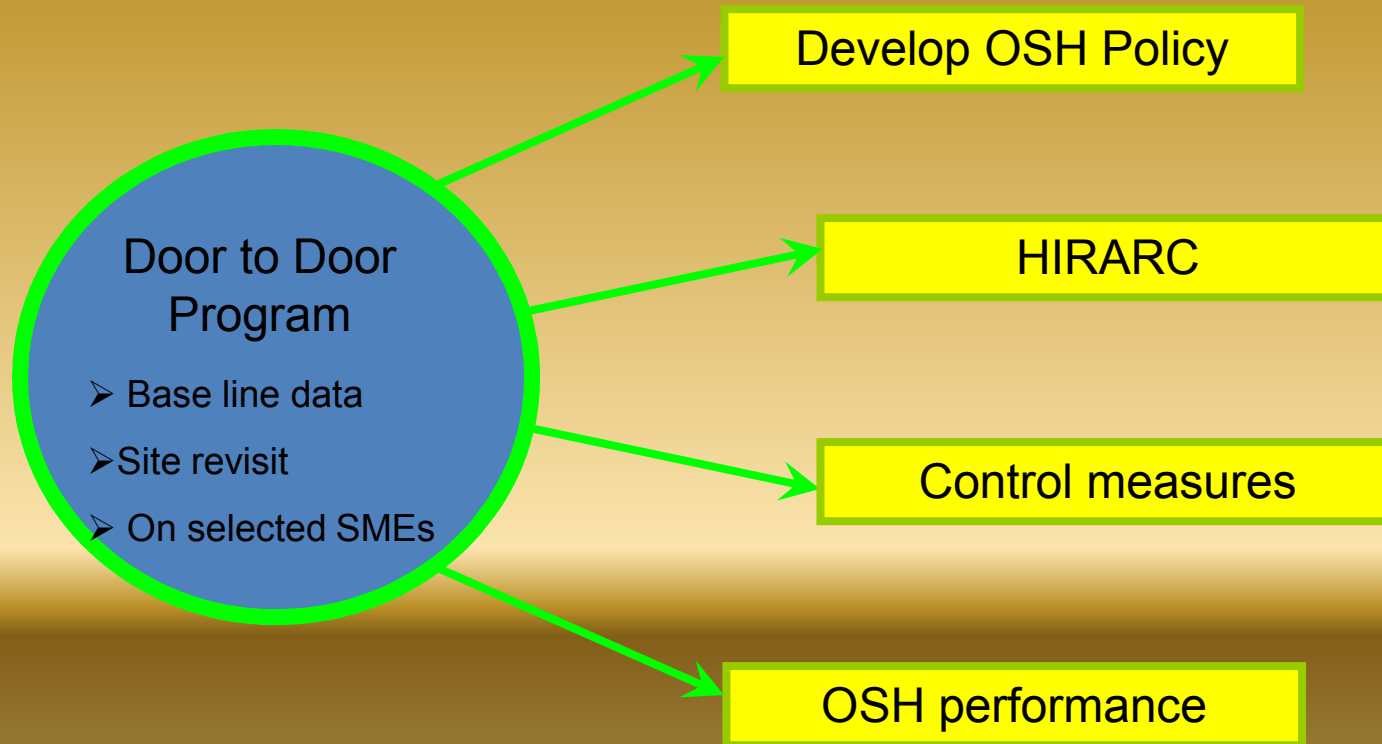 Develop OSH Policy
Door to Door
Program
➢ Base line data
➢Site revisit
➢ On selected SMEs
HIRARC
Control measures
OSH performance